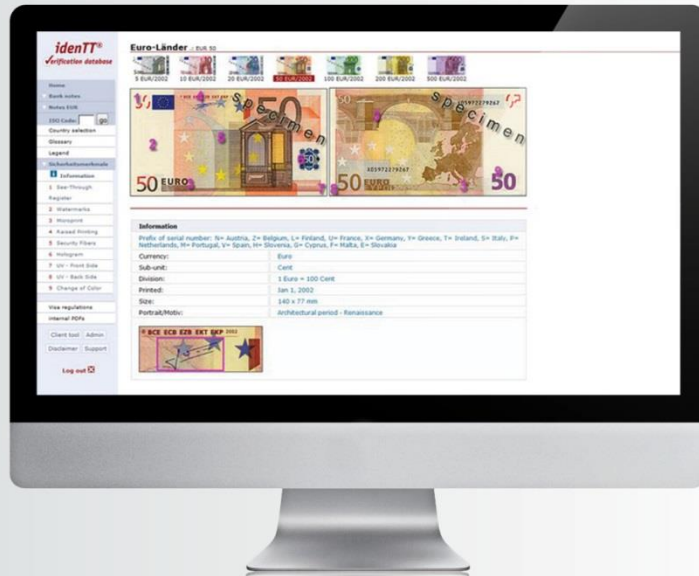 idenTT®
verification database
Home
Bank notes
Notes EUR
ISO Code: go
Country selection
Glossary
Legend
Sicherheitsmerkmale
Information
1 See-Through
Register
2 Watermarks
3 Microprint
4 Raised Printing
5 Security Fibers
6 Hologram
7 UV - Front Side
8 UV - Back Side
9 Change of Color
Visa regulations
internal PDFs
Client tool Admin
Disclaimer Support
Log out
Euro-Länder .: EUR 50
5 EUR/2002 10 EUR/2002 20 EUR/2002 50 EUR/2002 100 EUR/2002 200 EUR/2002 500 EUR/2002
specimen
50
50 EURO
50
specimen
X05972279267
X05972279267
50 EURO
50
Information
Prefix of serial number: N= Austria, Z= Belgium, L= Finland, U= France, X= Germany, Y= Greece, T= Ireland, S= Italy, P=
Netherlands, M= Portugal, V= Spain, H= Slovenia, G= Cyprus, F= Malta, E= Slovakia
Currency: Euro
Sub-unit: Cent
Division: 1 Euro = 100 Cent
Printed: Jan 1, 2002
Size: 140 x 77 mm
Portrait/Motiv: Architectural period - Renaissance
© BCE ECB EZB EKT EKP 2002